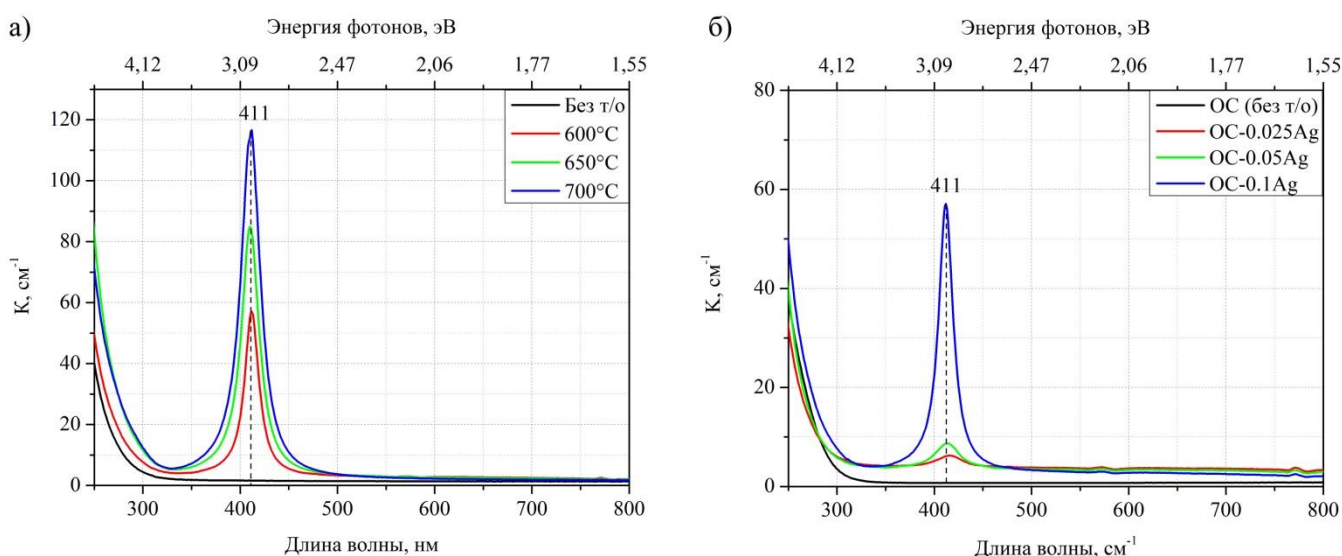 а)
Энергия фотонов, эВ
4,12 3,09 2,47 2,06 1,77 1,55
120
100
80
60
40
20
0
К, см-1
411
Без т/о
600°C
650°C
700°C
300 400 500 600 700 800
Длина волны, нм
б)
Энергия фотонов, эВ
4,12 3,09 2,47 2,06 1,77 1,55
80
60
40
20
0
К, см-1
411
ОС (без т/о)
ОС-0.025Ag
ОС-0.05Ag
ОС-0.1Ag
300 400 500 600 700 800
Длина волны, см-1